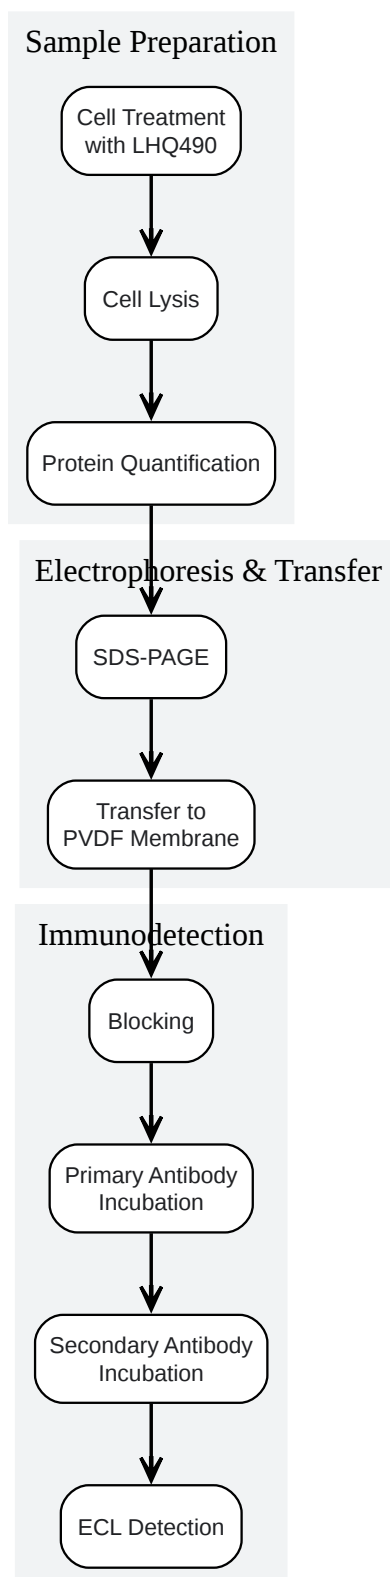 Sample Preparation
Cell Treatment
with LHQ490
Cell Lysis
Protein Quantification
Electrophoresis & Transfer
SDS-PAGE
Transfer to
PVDF Membrane
Immunodetection
Blocking
Primary Antibody
Incubation
Secondary Antibody
Incubation
ECL Detection